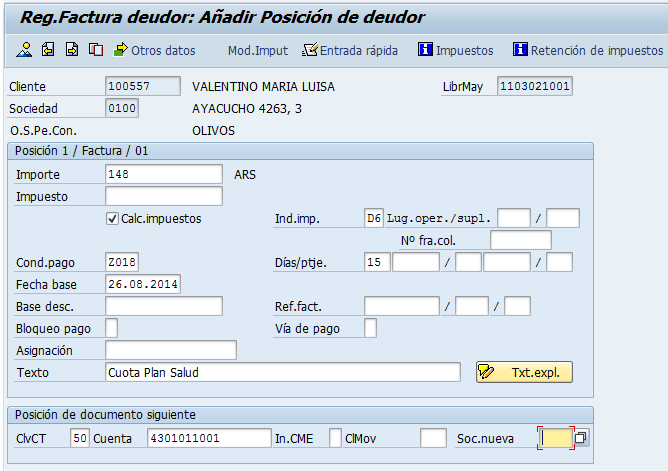 Reg.Factura deudor: Añadir Posición de deudor
Otros datos Mod.Imput Entrada rápida Impuestos Retención de impuestos
Cliente 100557 VALENTINO MARIA LUISA LibrMay 1103021001
Sociedad 0100 AYACUCHO 4263, 3
O.S.Pe.Con. OLIVOS
Posición 1 / Factura / 01
Importe 148 ARS
Impuesto
Calc.impuestos Ind.imp. D6 Lug.oper./supl. /
Nº fra.col.
Cond.pago Z018 Días/ptje. 15 / /
Fecha base 26.08.2014
Base desc. Ref.fact. / /
Bloqueo pago Vía de pago
Asignación
Texto Cuota Plan Salud Txt.expl.
Posición de documento siguiente
ClvCT 50 Cuenta 4301011001 In.CME ClMov Soc.nueva